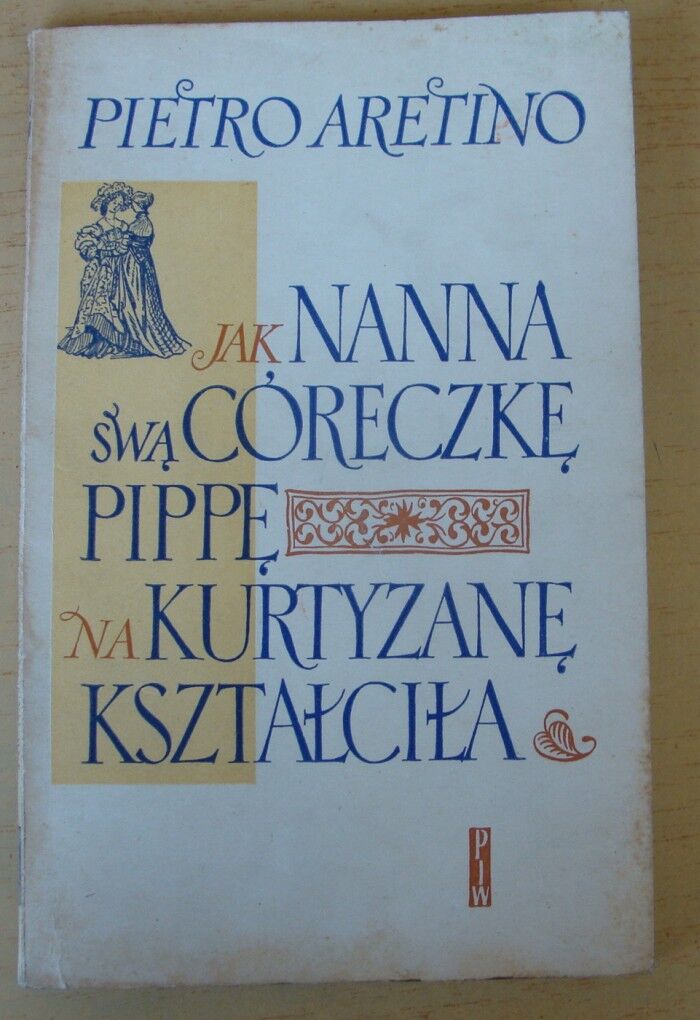 PIETRO ARETINO
JAK NANNA
SWĄ CÓRECZKĘ
PIPPĘ
NA KURTYZANĘ
KSZTAŁCIŁA
PIW